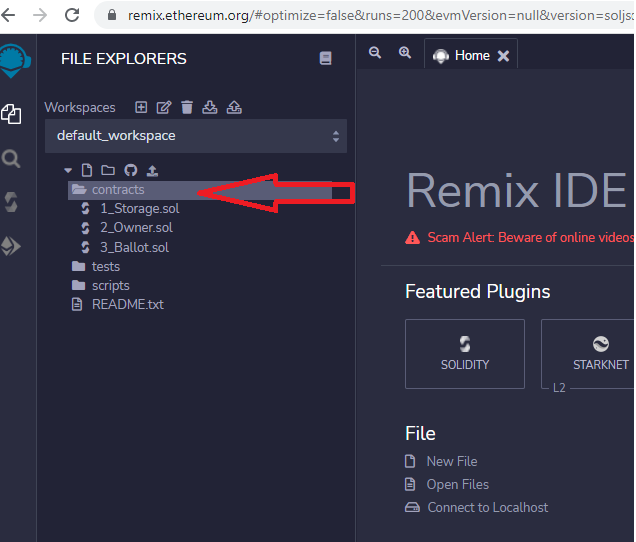 remix.ethereum.org/#optimize=false&runs=200&evmVersion=null&version=soljs
FILE EXPLORERS
Workspaces
default_workspace
contracts
1_Storage.sol
2_Owner.sol
3_Ballot.sol
tests
scripts
README.txt
Home
Remix IDE
Scam Alert: Beware of online videos
Featured Plugins
SOLIDITY
STARKNET
L2
File
New File
Open Files
Connect to Localhost